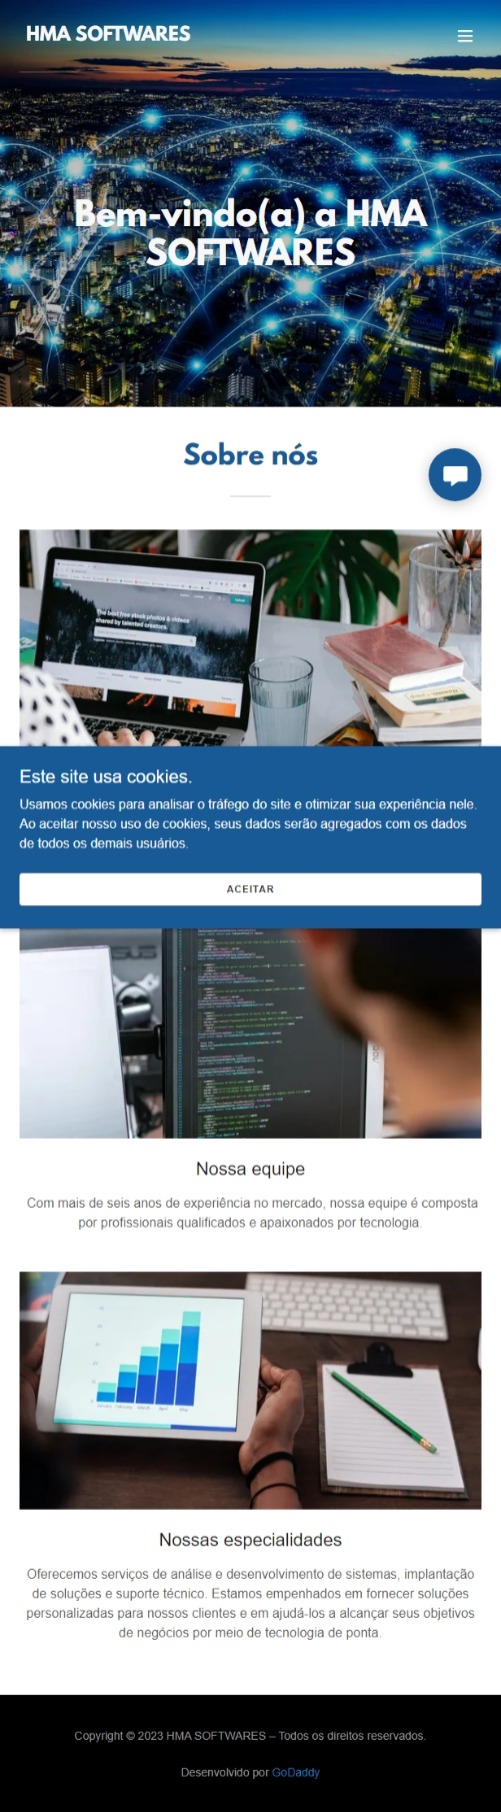 HMA SOFTWARES
Bem-vindo(a) a HMA
SOFTWARES
Sobre nós
The best free stock photos & videos
shared by talented creators.
Este site usa cookies.
Usamos cookies para analisar o tráfego do site e otimizar sua experiência nele.
Ao aceitar nosso uso de cookies, seus dados serão agregados com os dados
de todos os demais usuários.
ACEITAR
Nossa equipe
Com mais de seis anos de experiência no mercado, nossa equipe é composta
por profissionais qualificados e apaixonados por tecnologia.
January February March April May
Nossas especialidades
Oferecemos serviços de análise e desenvolvimento de sistemas, implantação
de soluções e suporte técnico. Estamos empenhados em fornecer soluções
personalizadas para nossos clientes e em ajudá-los a alcançar seus objetivos
de negócios por meio de tecnologia de ponta.
Copyright © 2023 HMA SOFTWARES – Todos os direitos reservados.
Desenvolvido por GoDaddy